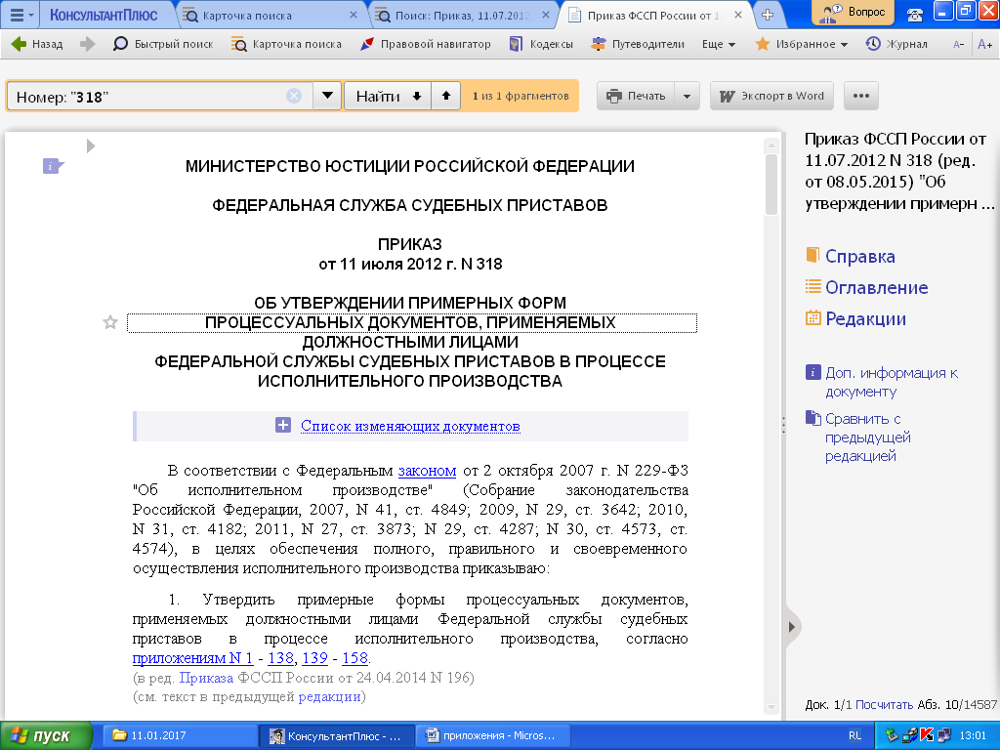 КОНСУЛЬТАНТПЛЮС
Карточка поиска
Поиск: Приказ, 11.07.2012
Приказ ФССП России от 1
Вопрос
Назад
Быстрый поиск
Карточка поиска
Правовой навигатор
Кодексы
Путеводители
Еще
Избранное
Журнал
А-
А+
Номер: "318"
Найти
1 из 1 фрагментов
Печать
Экспорт в Word
МИНИСТЕРСТВО ЮСТИЦИИ РОССИЙСКОЙ ФЕДЕРАЦИИ
ФЕДЕРАЛЬНАЯ СЛУЖБА СУДЕБНЫХ ПРИСТАВОВ
ПРИКАЗ
от 11 июля 2012 г. N 318
ОБ УТВЕРЖДЕНИИ ПРИМЕРНЫХ ФОРМ
ПРОЦЕССУАЛЬНЫХ ДОКУМЕНТОВ, ПРИМЕНЯЕМЫХ
ДОЛЖНОСТНЫМИ ЛИЦАМИ
ФЕДЕРАЛЬНОЙ СЛУЖБЫ СУДЕБНЫХ ПРИСТАВОВ В ПРОЦЕССЕ
ИСПОЛНИТЕЛЬНОГО ПРОИЗВОДСТВА
Список изменяющих документов
В соответствии с Федеральным законом от 2 октября 2007 г. N 229-ФЗ
"Об исполнительном производстве" (Собрание законодательства
Российской Федерации, 2007, N 41, ст. 4849; 2009, N 29, ст. 3642; 2010,
N 31, ст. 4182; 2011, N 27, ст. 3873; N 29, ст. 4287; N 30, ст. 4573, ст.
4574), в целях обеспечения полного, правильного и своевременного
осуществления исполнительного производства приказываю:
1. Утвердить примерные формы процессуальных документов,
применяемых должностными лицами Федеральной службы судебных
приставов в процессе исполнительного производства, согласно
приложениям N 1 - 138, 139 - 158.
(в ред. Приказа ФССП России от 24.04.2014 N 196)
(см. текст в предыдущей редакции)
Приказ ФССП России от
11.07.2012 N 318 (ред.
от 08.05.2015) "Об
утверждении примерн ...
Справка
Оглавление
Редакции
Доп. информация к
документу
Сравнить с
предыдущей
редакцией
Док. 1/1 Посчитать Абз. 10/14587
пуск
11.01.2017
КонсультантПлюс - ...
приложения - Micros...
RL
13:01